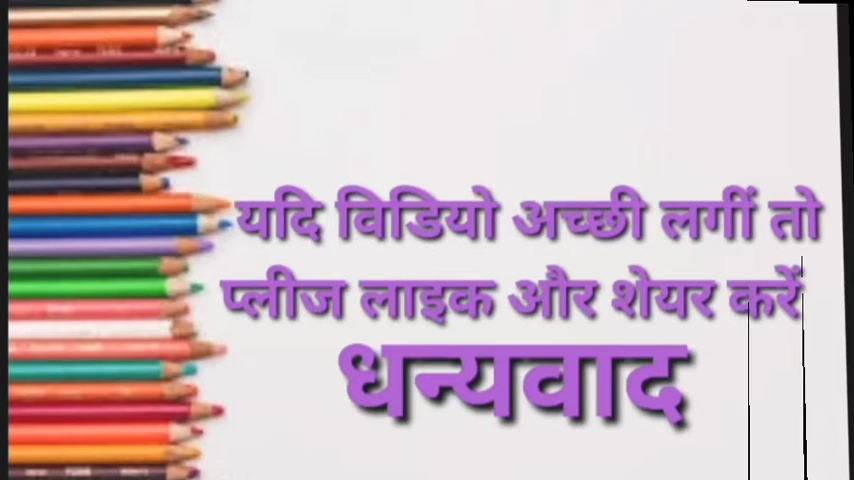 यदि विडियो अच्छी लगीं तो
प्लीज लाइक और शेयर करें
धन्यवाद